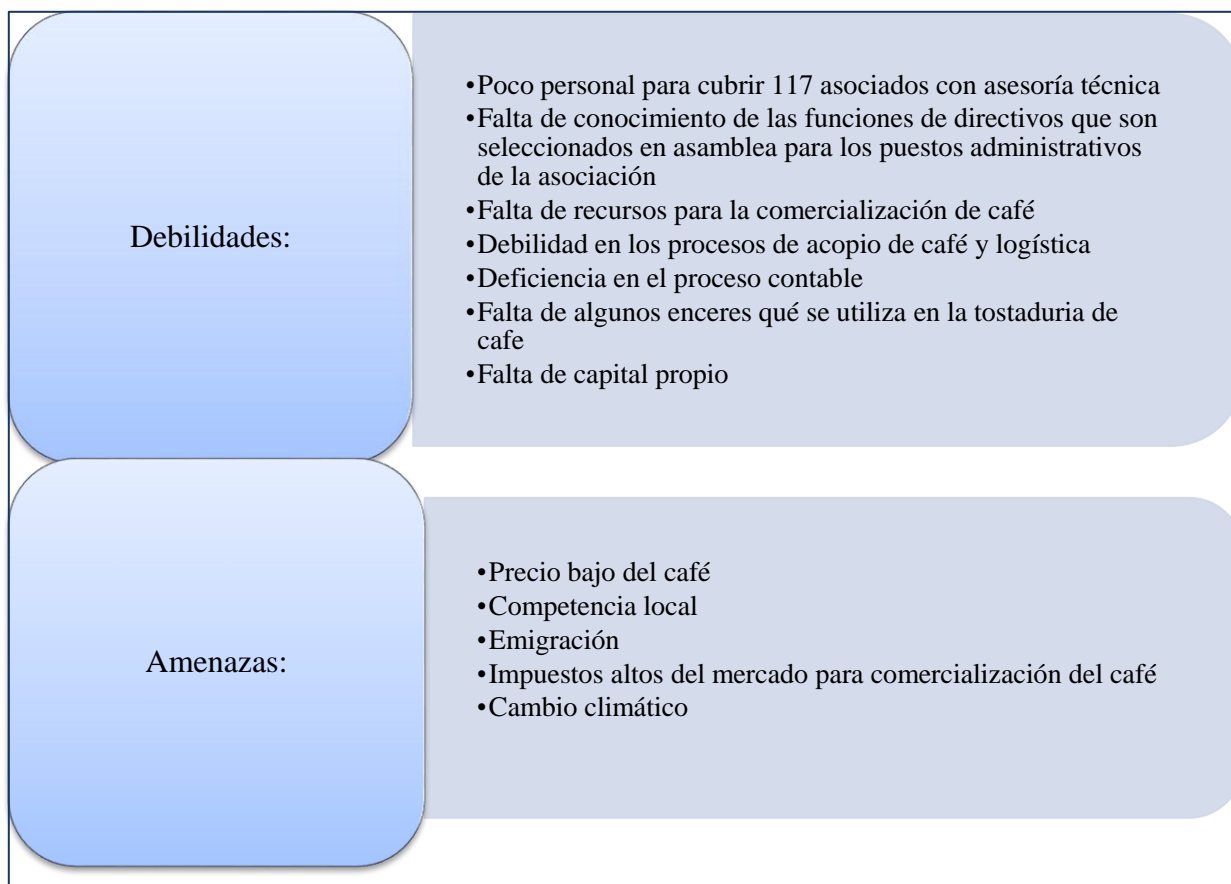 Debilidades:
•Poco personal para cubrir 117 asociados con asesoría técnica
•Falta de conocimiento de las funciones de directivos que son
seleccionados en asamblea para los puestos administrativos
de la asociación
•Falta de recursos para la comercialización de café
•Debilidad en los procesos de acopio de café y logística
•Deficiencia en el proceso contable
•Falta de algunos enceres qué se utiliza en la tostaduria de
cafe
•Falta de capital propio
Amenazas:
•Precio bajo del café
•Competencia local
•Emigración
•Impuestos altos del mercado para comercialización del café
•Cambio climático